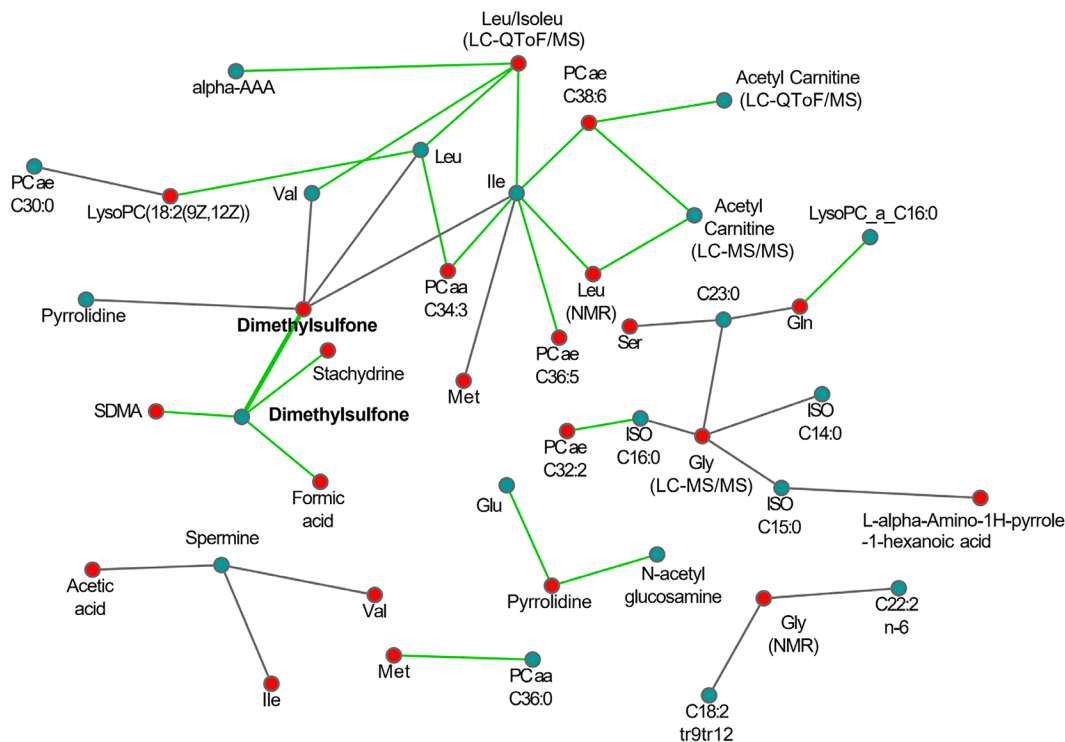 Leu/Isoleu
(LC-QToF/MS)
PC ae
C38:6
Acetyl Carnitine
(LC-QToF/MS)
alpha-AAA
Leu
PC ae
C30:0
LysoPC(18:2(9Z,12Z))
Val
Ile
Acetyl
Carnitine
(LC-MS/MS)
LysoPC_a_C16:0
PC aa
C34:3
Leu
(NMR)
C23:0
Pyrrolidine
Dimethylsulfone
Ser
Gln
PC ae
C36:5
Stachydrine
Met
SDMA
Dimethylsulfone
PC ae
C32:2
ISO
C16:0
Gly
(LC-MS/MS)
ISO
C14:0
Formic
acid
Glu
ISO
C15:0
L-alpha-Amino-1H-pyrrole
-1-hexanoic acid
Spermine
Acetic
acid
Val
Pyrrolidine
N-acetyl
glucosamine
Gly
(NMR)
C22:2
n-6
Ile
Met
PC aa
C36:0
C18:2
tr9tr12